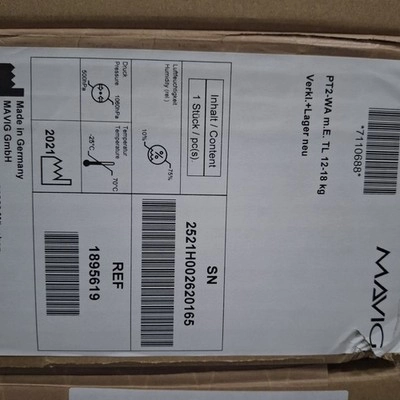 MAVIG
*7110688*
PT2-WA m.E. TL 12-18 kg
Verkl.+Lager neu
Inhalt / Content
1 Stück / pc(s)
SN
2521H002620165
Luftfeuchtigkeit
Humidity (rel.)
10%
75%
Druck
Pressure
500hPa
1060hPa
Temperatur
Temperature
-25°C
70°C
2021
REF
1895619
Made in Germany
MAVIG GmbH